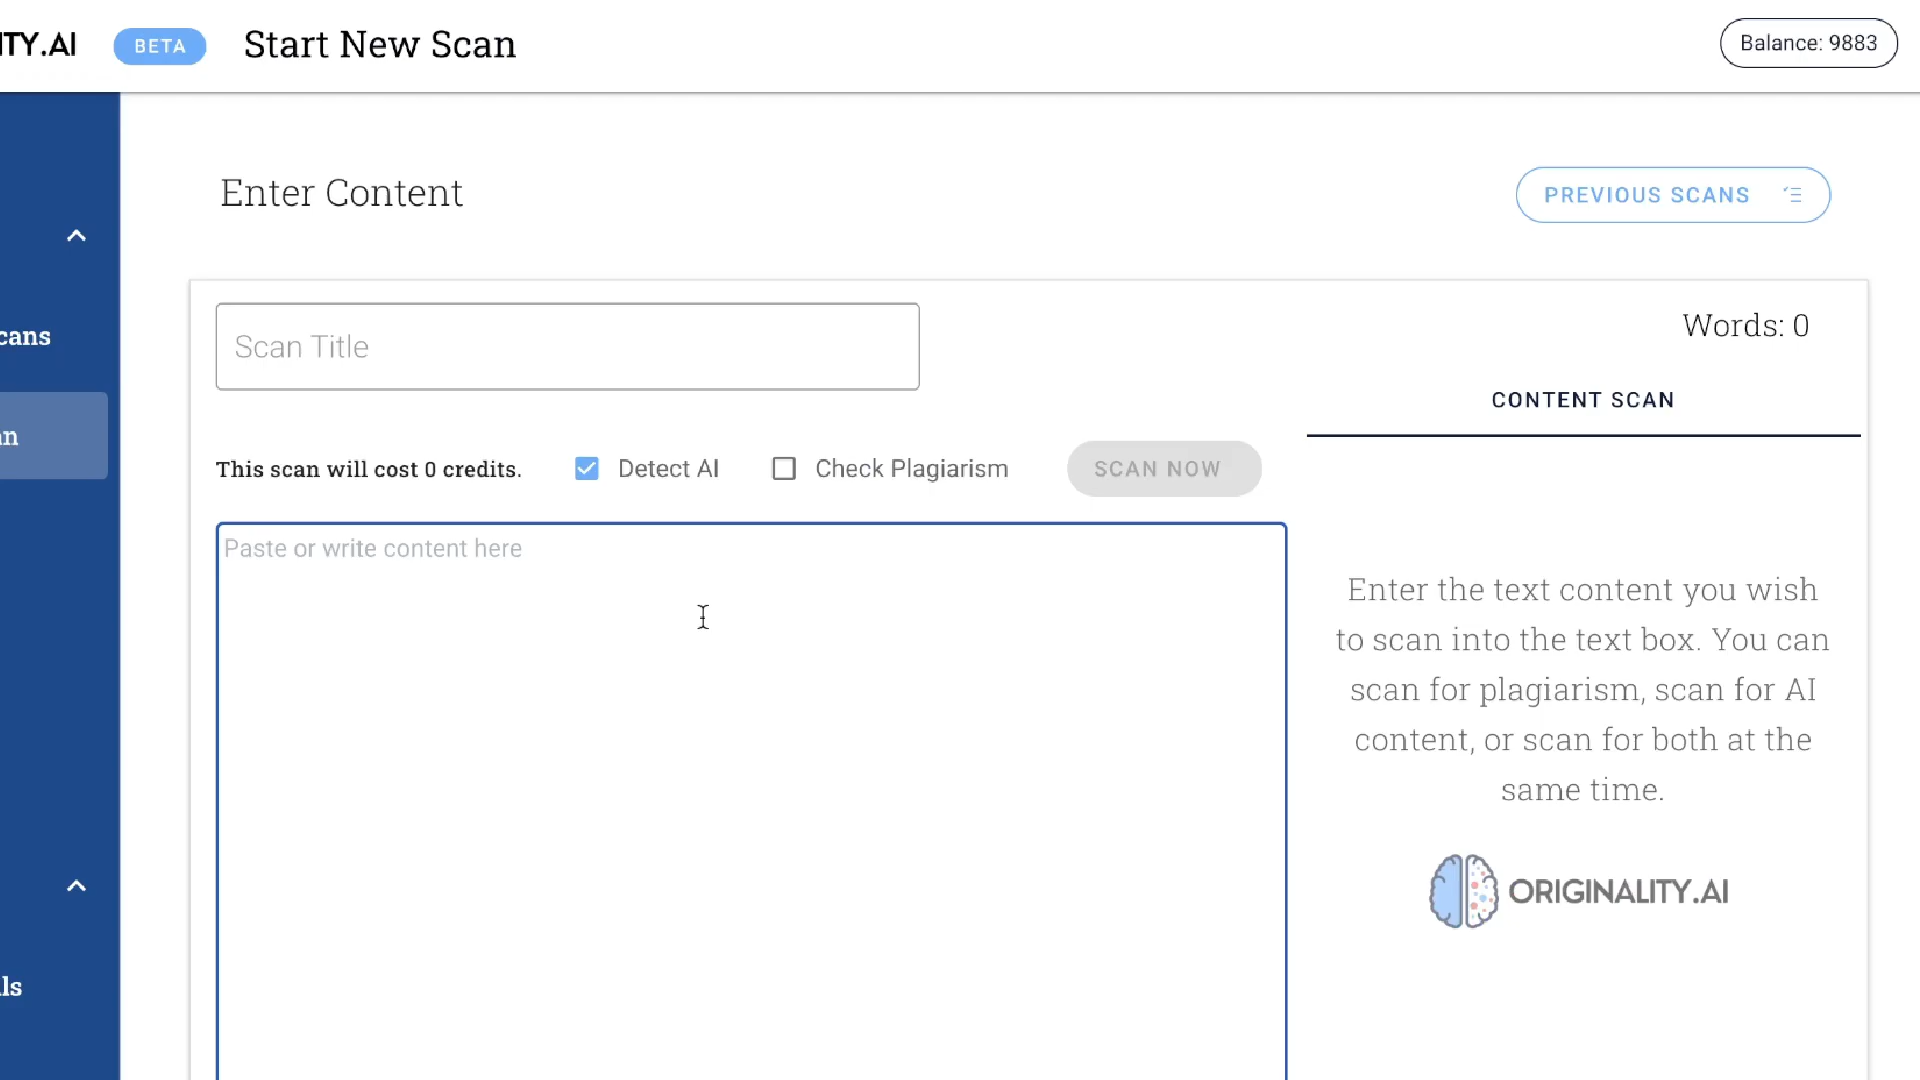 ITY.AI
BETA
Start New Scan
Balance: 9883
Enter Content
PREVIOUS SCANS
cans
an
ls
Scan Title
Words: 0
CONTENT SCAN
This scan will cost 0 credits.
Detect AI
Check Plagiarism
SCAN NOW
Paste or write content here
Enter the text content you wish
to scan into the text box. You can
scan for plagiarism, scan for AI
content, or scan for both at the
same time.
ORIGINALITY.AI